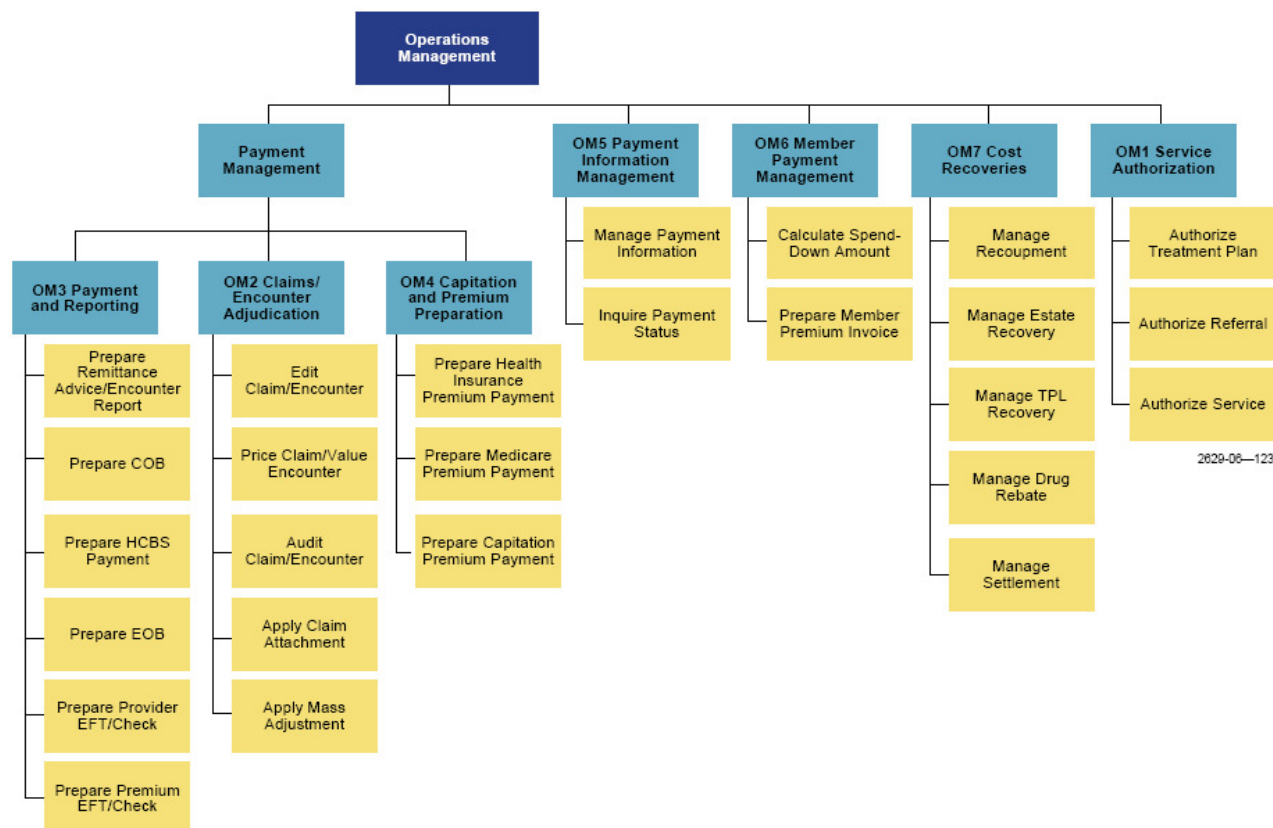 Operations
Management
Payment
Management
OM5 Payment
Information
Management
OM6 Member
Payment
Management
OM7 Cost
Recoveries
OM1 Service
Authorization
Manage Payment
Information
Inquire Payment
Status
Calculate Spend-
Down Amount
Prepare Member
Premium Invoice
Manage
Recoupment
Manage Estate
Recovery
Manage TPL
Recovery
Manage Drug
Rebate
Manage
Settlement
Authorize
Treatment Plan
Authorize Referral
Authorize Service
2629-06—123
OM3 Payment
and Reporting
OM2 Claims/
Encounter
Adjudication
OM4 Capitation
and Premium
Preparation
Prepare
Remittance
Advice/Encounter
Report
Prepare COB
Prepare HCBS
Payment
Prepare EOB
Prepare Provider
EFT/Check
Prepare Premium
EFT/Check
Edit
Claim/Encounter
Price Claim/Value
Encounter
Audit
Claim/Encounter
Apply Claim
Attachment
Apply Mass
Adjustment
Prepare Health
Insurance
Premium Payment
Prepare Medicare
Premium Payment
Prepare Capitation
Premium Payment